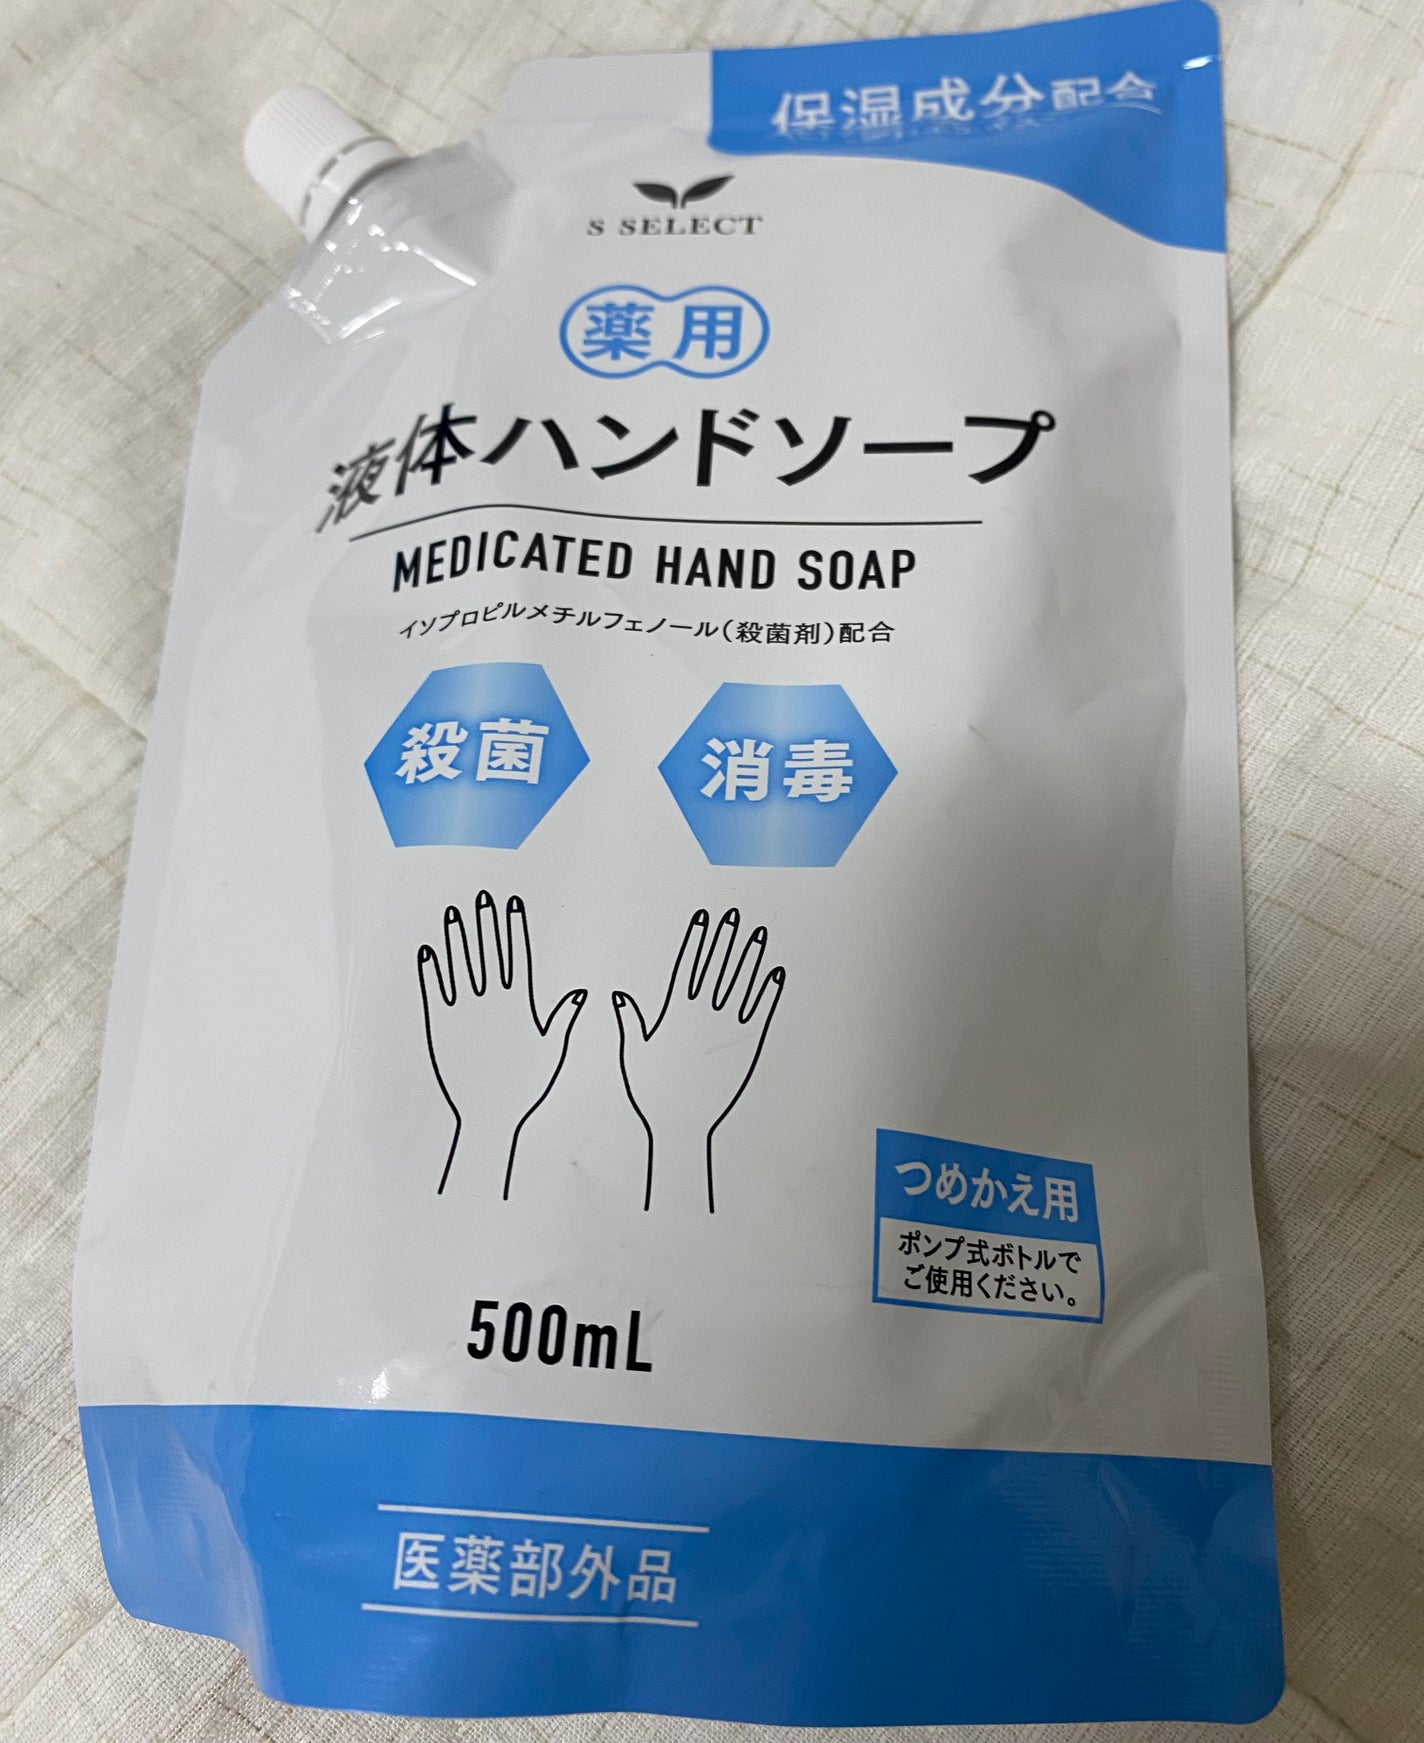 保湿成分配合
S SELECT
薬用
液体ハンドソープ
MEDICATED HAND SOAP
イソプロピルメチルフェノール(殺菌剤)配合
殺菌
消毒
つめかえ用
ポンプ式ボトルで
ご使用ください。
500mL
医薬部外品